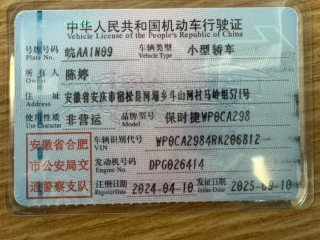 中华人民共和国机动车行驶证
Vehicle License of the People's Republic of China
号牌号码 皖AA1N09 车辆类型 小型轿车
Plate No. Vehicle Type
所有人 陈婷
Owner
住址 安徽省安庆市宿松县河塌乡斗山河村马岭组571号
Address
使用性质 非营运 品牌型号 保时捷WP0CA298
Use Character Model
安徽省合肥
市公安局交
通警察支队
车辆识别代号 WP0CA2984RK206812
VIN
发动机号码 DPG026414
Engine No.
注册日期 2024-04-10 发证日期 2025-09-10
Register Date Issue Date